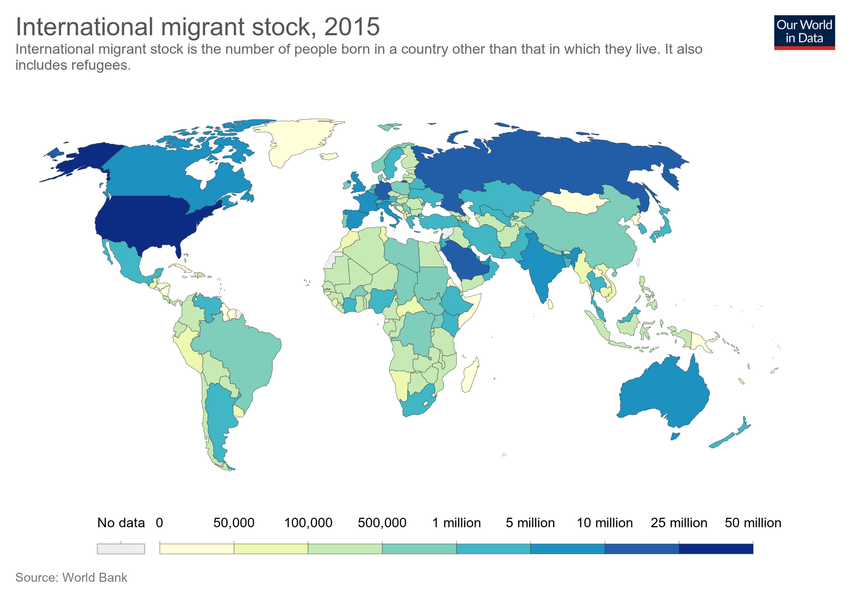 International migrant stock, 2015
Our World
in Data
International migrant stock is the number of people born in a country other than that in which they live. It also
includes refugees.
No data 0 50,000 100,000 500,000 1 million 5 million 10 million 25 million 50 million
Source: World Bank